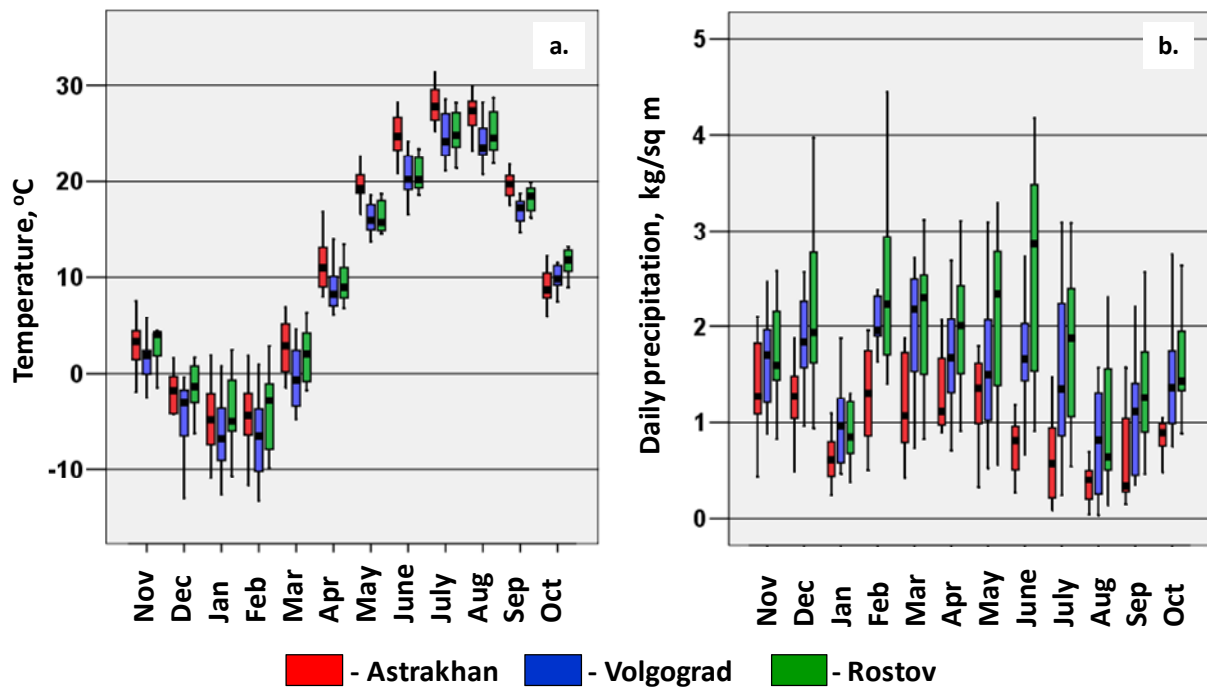 a.
Temperature, ºC
30
20
10
0
-10
Nov
Dec
Jan
Feb
Mar
Apr
May
June
July
Aug
Sep
Oct
b.
Daily precipitation, kg/sq m
5
4
3
2
1
0
Nov
Dec
Jan
Feb
Mar
Apr
May
June
July
Aug
Sep
Oct
- Astrakhan
- Volgograd
- Rostov